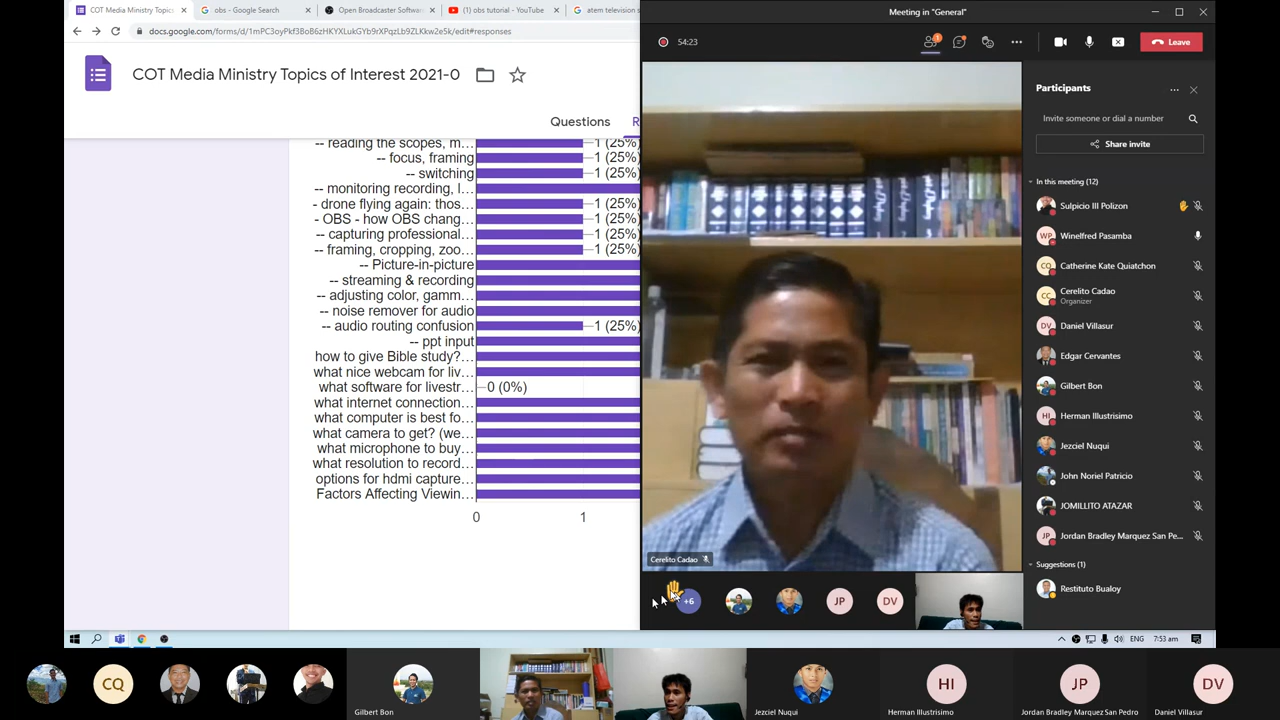 COT Media Ministry Topics
obs - Google Search
Open Broadcaster Softwar
(1) obs tutorial - YouTube
atem television s
docs.google.com/forms/d/1mPC3oyPkf3BoB6zHKYXLukGYb9rXPqzLb9ZLKkw2e5k/edit#responses
COT Media Ministry Topics of Interest 2021-0
Questions
R
-- reading the scopes, m… 1 (25%)
-- focus, framing 1 (25%)
-- switching 1 (25%)
-- monitoring recording, l…
- drone flying again: thos… 1 (25%)
- OBS - how OBS chang… 1 (25%)
-- capturing professional… 1 (25%)
-- framing, cropping, zoo… 1 (25%)
-- Picture-in-picture
-- streaming & recording
-- adjusting color, gamm…
-- noise remover for audio
-- audio routing confusion 1 (25%)
-- ppt input
how to give Bible study?…
what nice webcam for liv…
what software for livestr… 0 (0%)
what internet connection…
what computer is best fo…
what camera to get? (we…
what microphone to buy…
what resolution to record…
options for hdmi capture…
Factors Affecting Viewin…
0 1
Meeting in "General"
54:23
1
Leave
Cerelito Cadao
+6
JP
DV
Participants
Invite someone or dial a number
Share invite
In this meeting (12)
Sulpicio III Polizon
WP Winelfred Pasamba
CQ Catherine Kate Quiatchon
CC Cerelito Cadao
Organizer
DV Daniel Villasur
Edgar Cervantes
Gilbert Bon
HI Herman Illustrisimo
Jezciel Nuqui
John Noriel Patricio
JOMILLITO ATAZAR
JP Jordan Bradley Marquez San Pe...
Suggestions (1)
Restituto Bualoy
ENG
7:53 am
CQ
Gilbert Bon
Jezciel Nuqui
HI
Herman Illustrisimo
JP
Jordan Bradley Marquez San Pedro
DV
Daniel Villasur